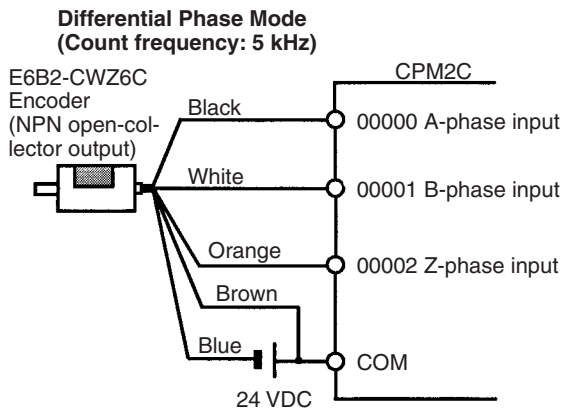 Differential Phase Mode
(Count frequency: 5 kHz)
E6B2-CWZ6C
Encoder
(NPN open-col-
lector output)
CPM2C
Black
00000 A-phase input
White
00001 B-phase input
Orange
00002 Z-phase input
Brown
Blue
COM
24 VDC